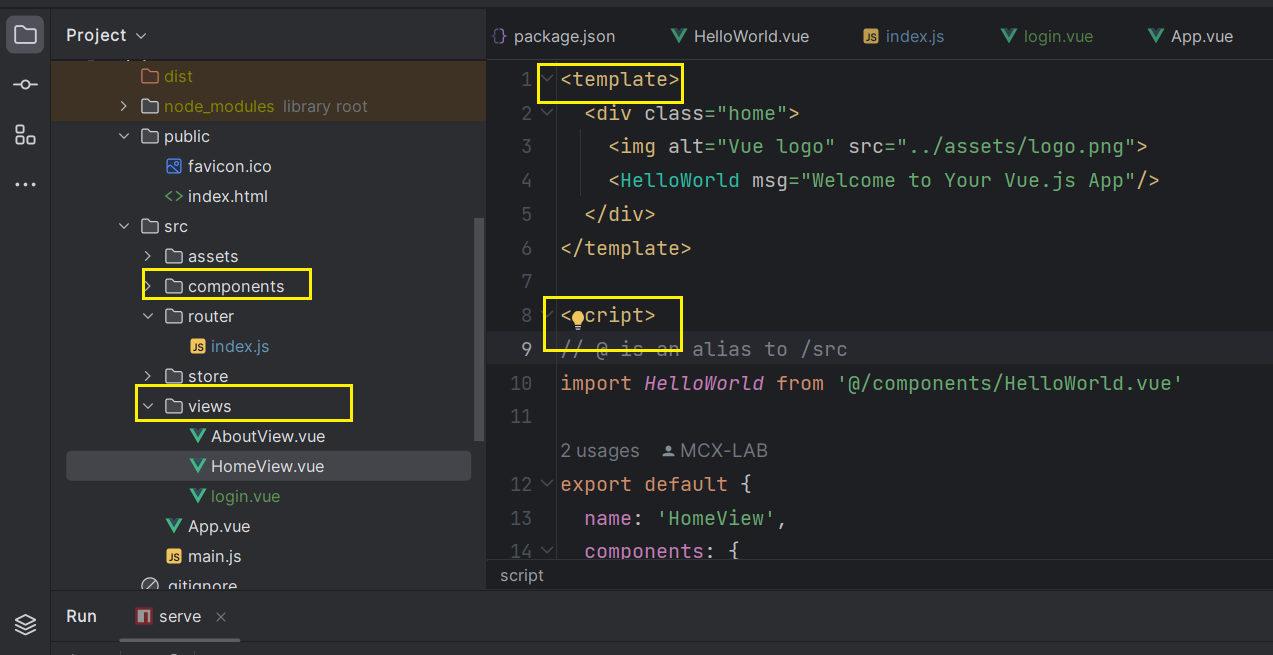 Project
dist
node_modules library root
public
favicon.ico
<> index.html
src
assets
components
router
JS index.js
store
views
AboutView.vue
HomeView.vue
login.vue
App.vue
JS main.js
.gitignore
{} package.json HelloWorld.vue JS index.js login.vue App.vue
1 <template>
2 <div class="home">
3 <img alt="Vue logo" src="../assets/logo.png">
4 <HelloWorld msg="Welcome to Your Vue.js App"/>
5 </div>
6 </template>
7
8 <script>
9 // @ is an alias to /src
10 import HelloWorld from '@/components/HelloWorld.vue'
11
2 usages MCX-LAB
12 export default {
13 name: 'HomeView',
14 components: {
script
Run serve